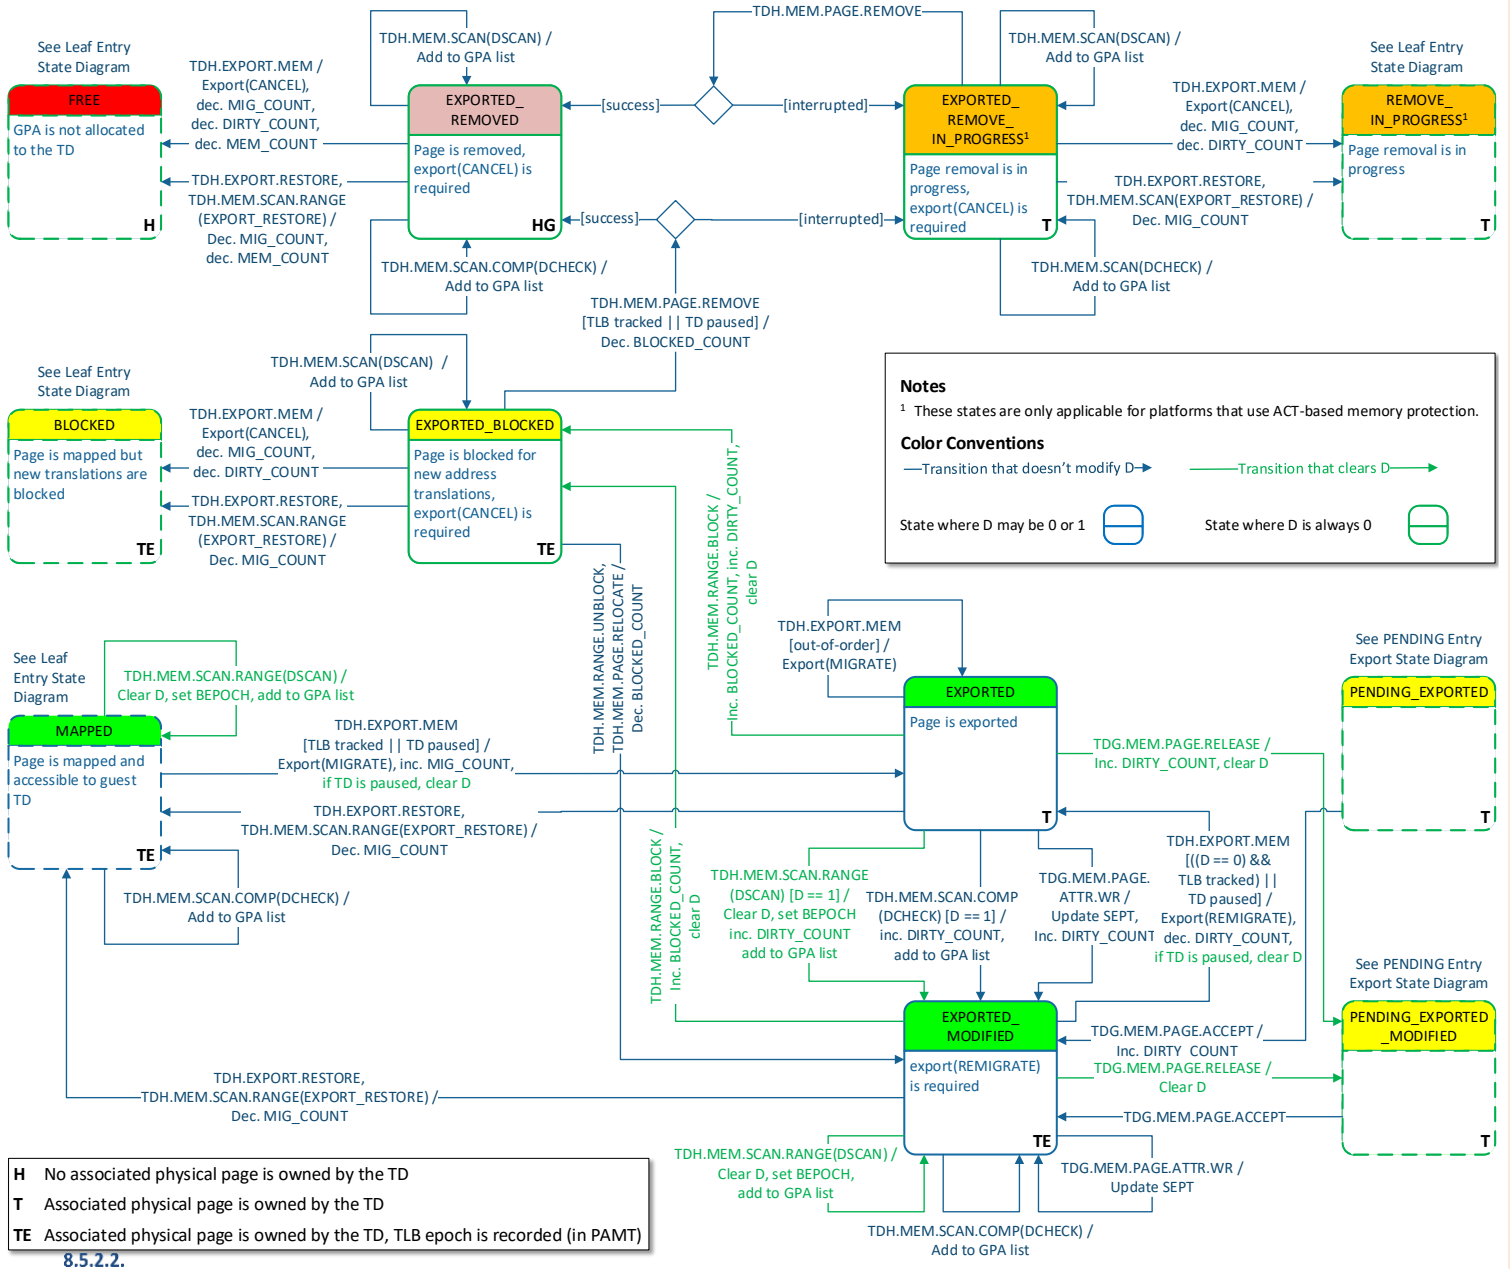 TDH.MEM.PAGE.REMOVE
See Leaf Entry
State Diagram
FREE
GPA is not allocated
to the TD
H
TDH.EXPORT.MEM /
Export(CANCEL),
dec. MIG_COUNT,
dec. DIRTY_COUNT,
dec. MEM_COUNT
TDH.EXPORT.RESTORE,
TDH.MEM.SCAN.RANGE
(EXPORT_RESTORE) /
Dec. MIG_COUNT,
dec. MEM_COUNT
TDH.MEM.SCAN(DSCAN) /
Add to GPA list
EXPORTED_
REMOVED
Page is removed,
export(CANCEL) is
required
HG
TDH.MEM.SCAN.COMP(DCHECK) /
Add to GPA list
[success]
[interrupted]
[success]
[interrupted]
TDH.MEM.PAGE.REMOVE
[TLB tracked || TD paused] /
Dec. BLOCKED_COUNT
TDH.MEM.SCAN(DSCAN) /
Add to GPA list
EXPORTED_
REMOVE_
IN_PROGRESS¹
Page removal is in
progress,
export(CANCEL) is
required
T
TDH.MEM.SCAN(DCHECK) /
Add to GPA list
TDH.EXPORT.MEM /
Export(CANCEL),
dec. MIG_COUNT,
dec. DIRTY_COUNT
TDH.EXPORT.RESTORE,
TDH.MEM.SCAN(EXPORT_RESTORE) /
Dec. MIG_COUNT
See Leaf Entry
State Diagram
REMOVE_
IN_PROGRESS¹
Page removal is in
progress
T
See Leaf Entry
State Diagram
BLOCKED
Page is mapped but
new translations are
blocked
TE
TDH.EXPORT.MEM /
Export(CANCEL),
dec. MIG_COUNT,
dec. DIRTY_COUNT
TDH.EXPORT.RESTORE,
TDH.MEM.SCAN.RANGE
(EXPORT_RESTORE) /
Dec. MIG_COUNT
TDH.MEM.SCAN(DSCAN) /
Add to GPA list
EXPORTED_BLOCKED
Page is blocked for
new address
translations,
export(CANCEL) is
required
TE
Notes
¹ These states are only applicable for platforms that use ACT-based memory protection.
Color Conventions
Transition that doesn't modify D
Transition that clears D
State where D may be 0 or 1
State where D is always 0
TDH.MEM.RANGE.UNBLOCK,
TDH.MEM.PAGE.RELOCATE /
Dec. BLOCKED_COUNT
TDH.MEM.RANGE.BLOCK /
Inc. BLOCKED_COUNT, inc. DIRTY_COUNT,
clear D
TDH.MEM.RANGE.BLOCK /
Inc. BLOCKED_COUNT,
clear D
See Leaf
Entry State
Diagram
MAPPED
Page is mapped and
accessible to guest
TD
TE
TDH.MEM.SCAN.RANGE(DSCAN) /
Clear D, set BEPOCH, add to GPA list
TDH.EXPORT.MEM
[TLB tracked || TD paused] /
Export(MIGRATE), inc. MIG_COUNT,
if TD is paused, clear D
TDH.EXPORT.RESTORE,
TDH.MEM.SCAN.RANGE(EXPORT_RESTORE) /
Dec. MIG_COUNT
TDH.MEM.SCAN.COMP(DCHECK) /
Add to GPA list
TDH.EXPORT.MEM
[out-of-order] /
Export(MIGRATE)
EXPORTED
Page is exported
T
See PENDING Entry
Export State Diagram
PENDING_EXPORTED
T
TDG.MEM.PAGE.RELEASE /
Inc. DIRTY_COUNT, clear D
TDH.MEM.SCAN.RANGE
(DSCAN) [D == 1] /
Clear D, set BEPOCH
inc. DIRTY_COUNT
add to GPA list
TDH.MEM.SCAN.COMP
(DCHECK) [D == 1] /
inc. DIRTY_COUNT,
add to GPA list
TDG.MEM.PAGE.
ATTR.WR /
Update SEPT,
Inc. DIRTY_COUNT
TDH.EXPORT.MEM
[((D == 0) &&
TLB tracked) ||
TD paused] /
Export(REMIGRATE),
dec. DIRTY_COUNT,
if TD is paused, clear D
EXPORTED_
MODIFIED
export(REMIGRATE)
is required
TE
See PENDING Entry
Export State Diagram
PENDING_EXPORTED
_MODIFIED
T
TDG.MEM.PAGE.ACCEPT /
Inc. DIRTY_COUNT
TDG.MEM.PAGE.RELEASE /
Clear D
TDG.MEM.PAGE.ACCEPT
TDH.EXPORT.RESTORE,
TDH.MEM.SCAN.RANGE(EXPORT_RESTORE) /
Dec. MIG_COUNT
TDH.MEM.SCAN.RANGE(DSCAN) /
Clear D, set BEPOCH,
add to GPA list
TDG.MEM.PAGE.ATTR.WR /
Update SEPT
TDH.MEM.SCAN.COMP(DCHECK) /
Add to GPA list
H No associated physical page is owned by the TD
T Associated physical page is owned by the TD
TE Associated physical page is owned by the TD, TLB epoch is recorded (in PAMT)
8.5.2.2.